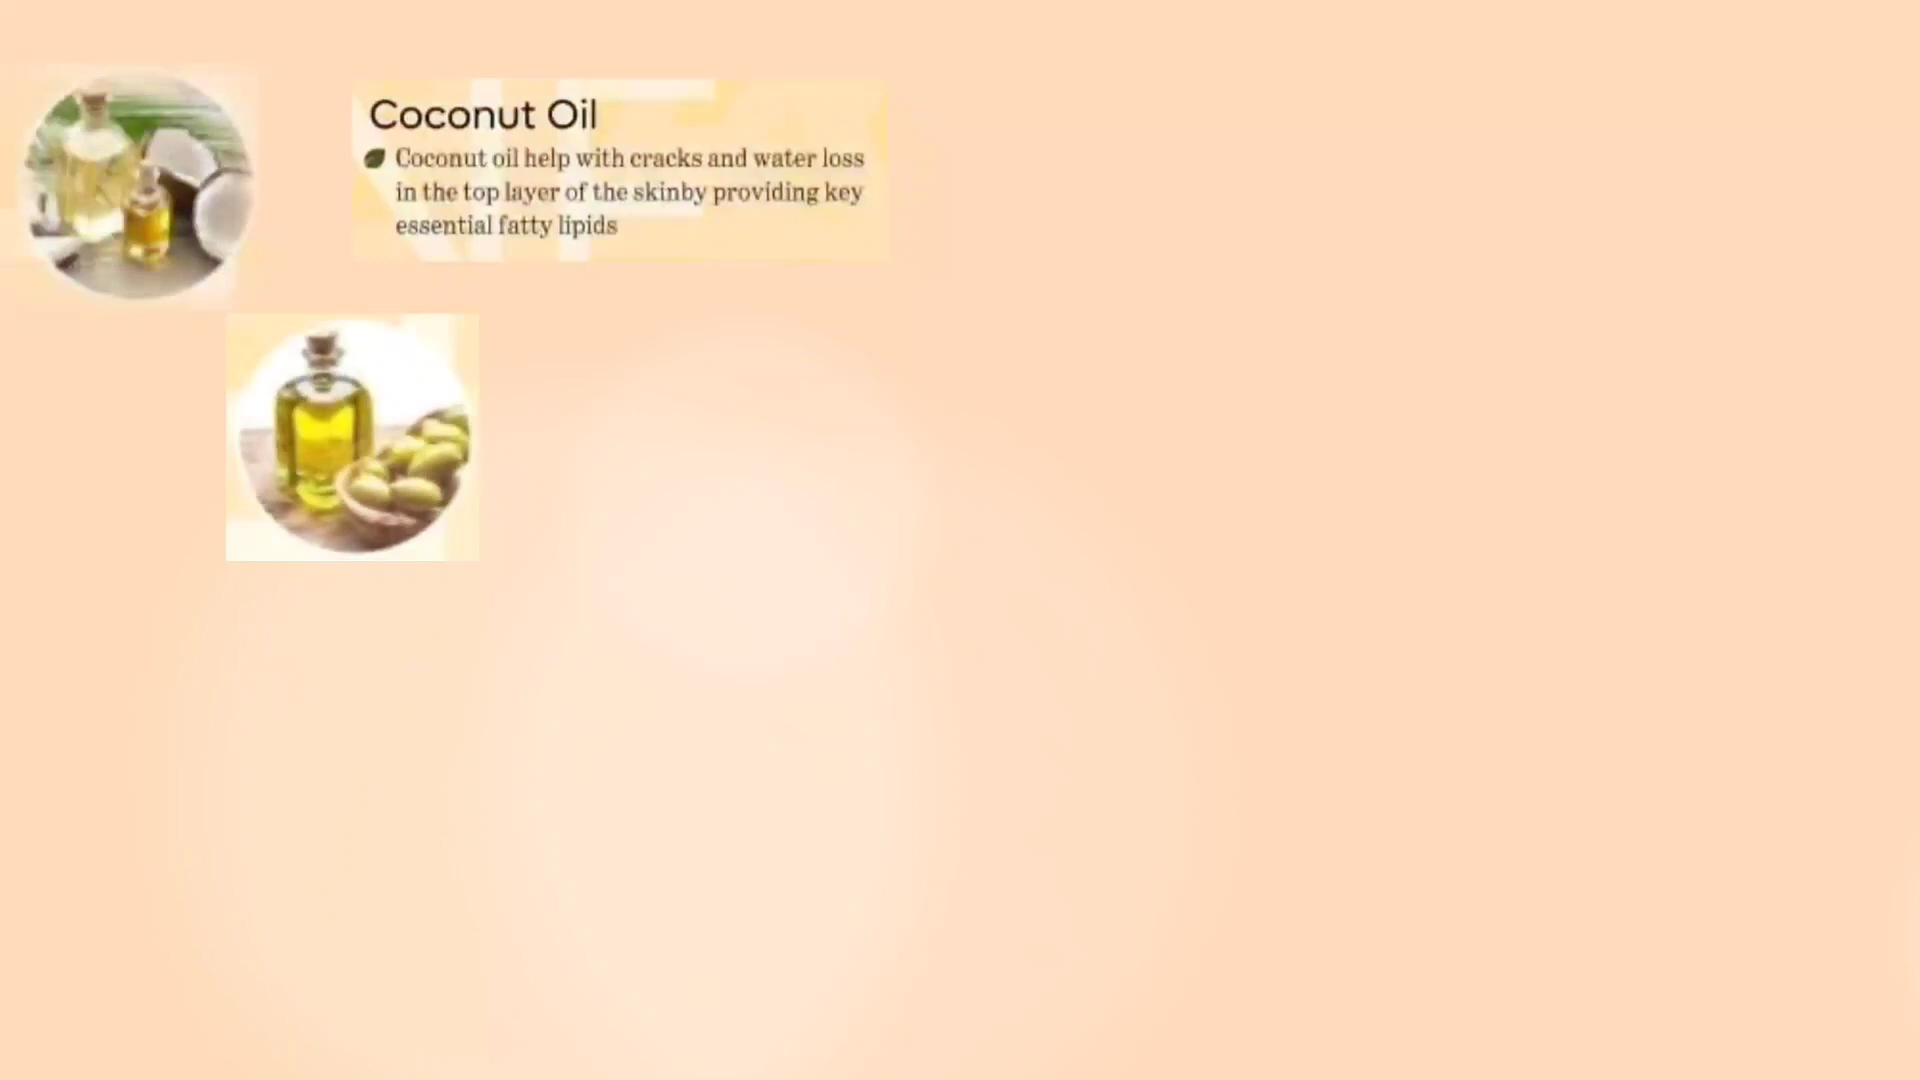 Coconut Oil
Coconut oil help with cracks and water loss
in the top layer of the skinby providing key
essential fatty lipids